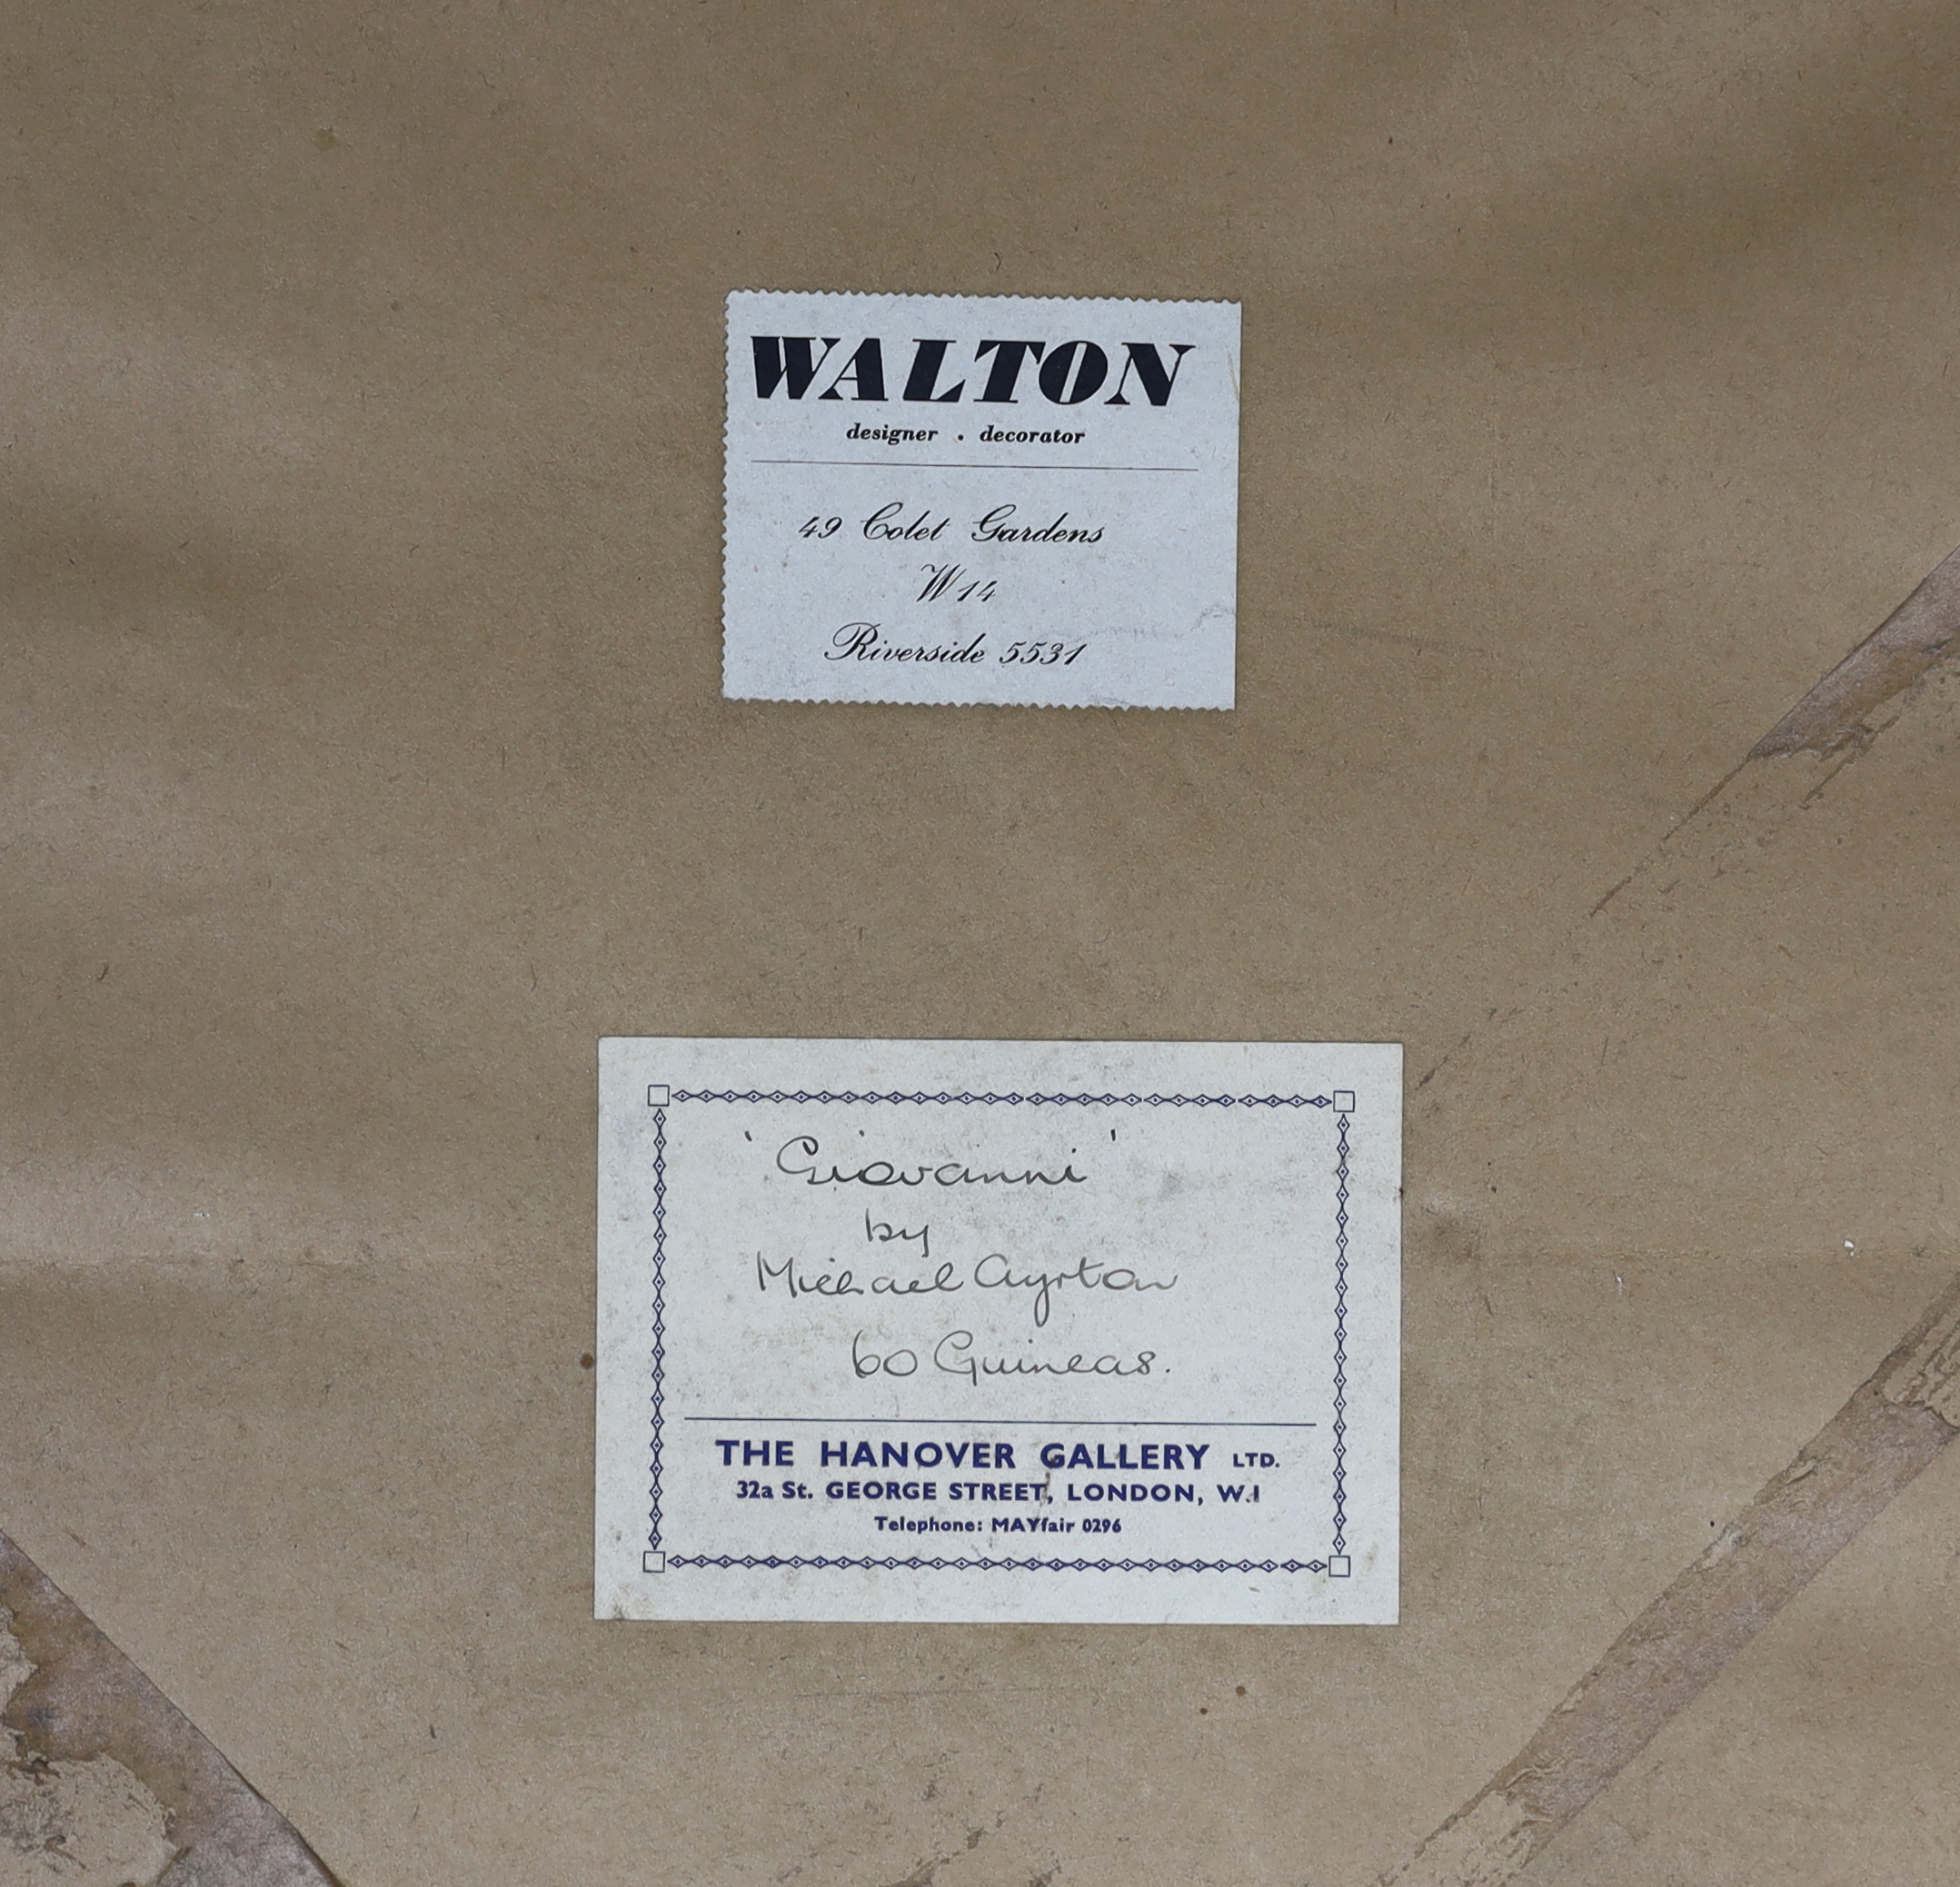 WALTON
designer . decorator
49 Colet Gardens
W14
Riverside 5531
'Giovanni'
by
Michael Ayrton
60 Guineas.
THE HANOVER GALLERY LTD.
32a St. GEORGE STREET, LONDON, W.1
Telephone: MAYfair 0296